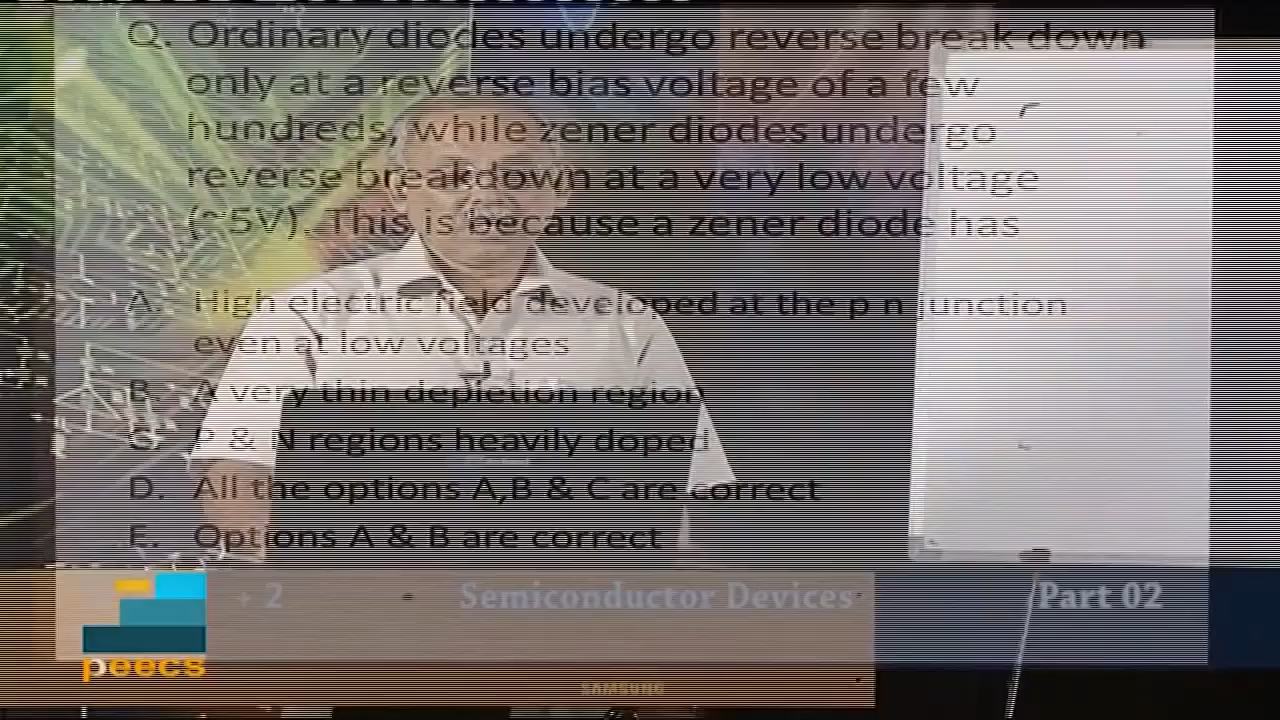 Q. Ordinary diodes undergo reverse break down
only at a reverse bias voltage of a few
hundreds, while zener diodes undergo
reverse breakdown at a very low voltage
(~5V). This is because a zener diode has
A. High electric field developed at the p n junction
even at low voltages
B. A very thin depletion region
C. P & N regions heavily doped
D. All the options A,B & C are correct
E. Options A & B are correct
+ 2 • Semiconductor Devices Part 02
peecs
SAMSUNG